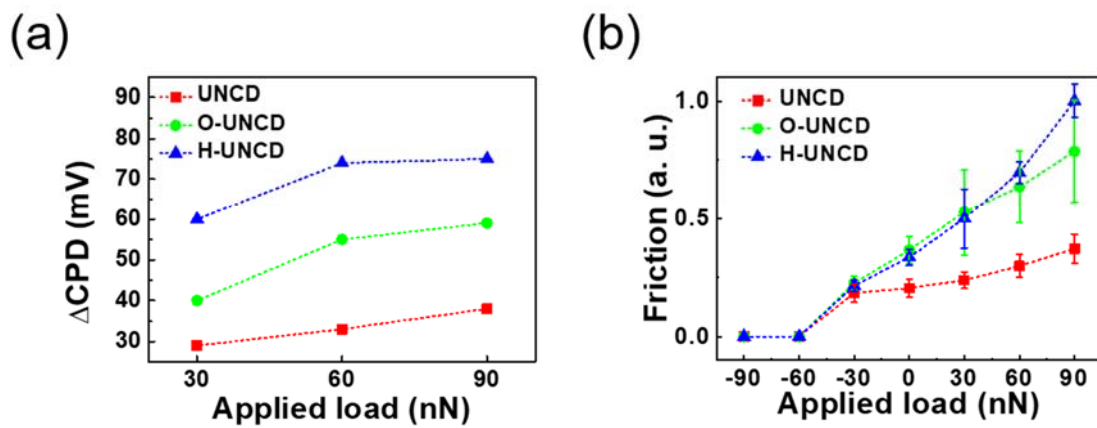 (a)
UNCD
O-UNCD
H-UNCD
90
80
70
60
50
40
30
ΔCPD (mV)
30 60 90
Applied load (nN)
(b)
UNCD
O-UNCD
H-UNCD
1.0
0.5
0.0
Friction (a. u.)
-90 -60 -30 0 30 60 90
Applied load (nN)